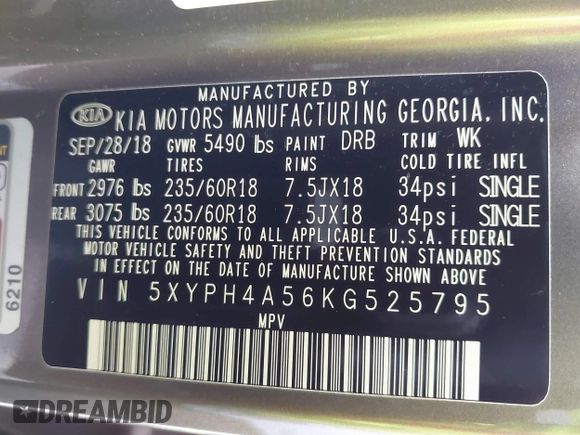 MANUFACTURED BY
KIA KIA MOTORS MANUFACTURING GEORGIA, INC.
SEP/28/18 GVWR 5490 lbs PAINT DRB TRIM WK
GAWR TIRES RIMS COLD TIRE INFL
FRONT 2976 lbs 235/60R18 7.5JX18 34psi SINGLE
REAR 3075 lbs 235/60R18 7.5JX18 34psi SINGLE
THIS VEHICLE CONFORMS TO ALL APPLICABLE U.S.A. FEDERAL
MOTOR VEHICLE SAFETY AND THEFT PREVENTION STANDARDS
IN EFFECT ON THE DATE OF MANUFACTURE SHOWN ABOVE.
VIN 5XYPH4A56KG525795
MPV
6210
DREAMBID